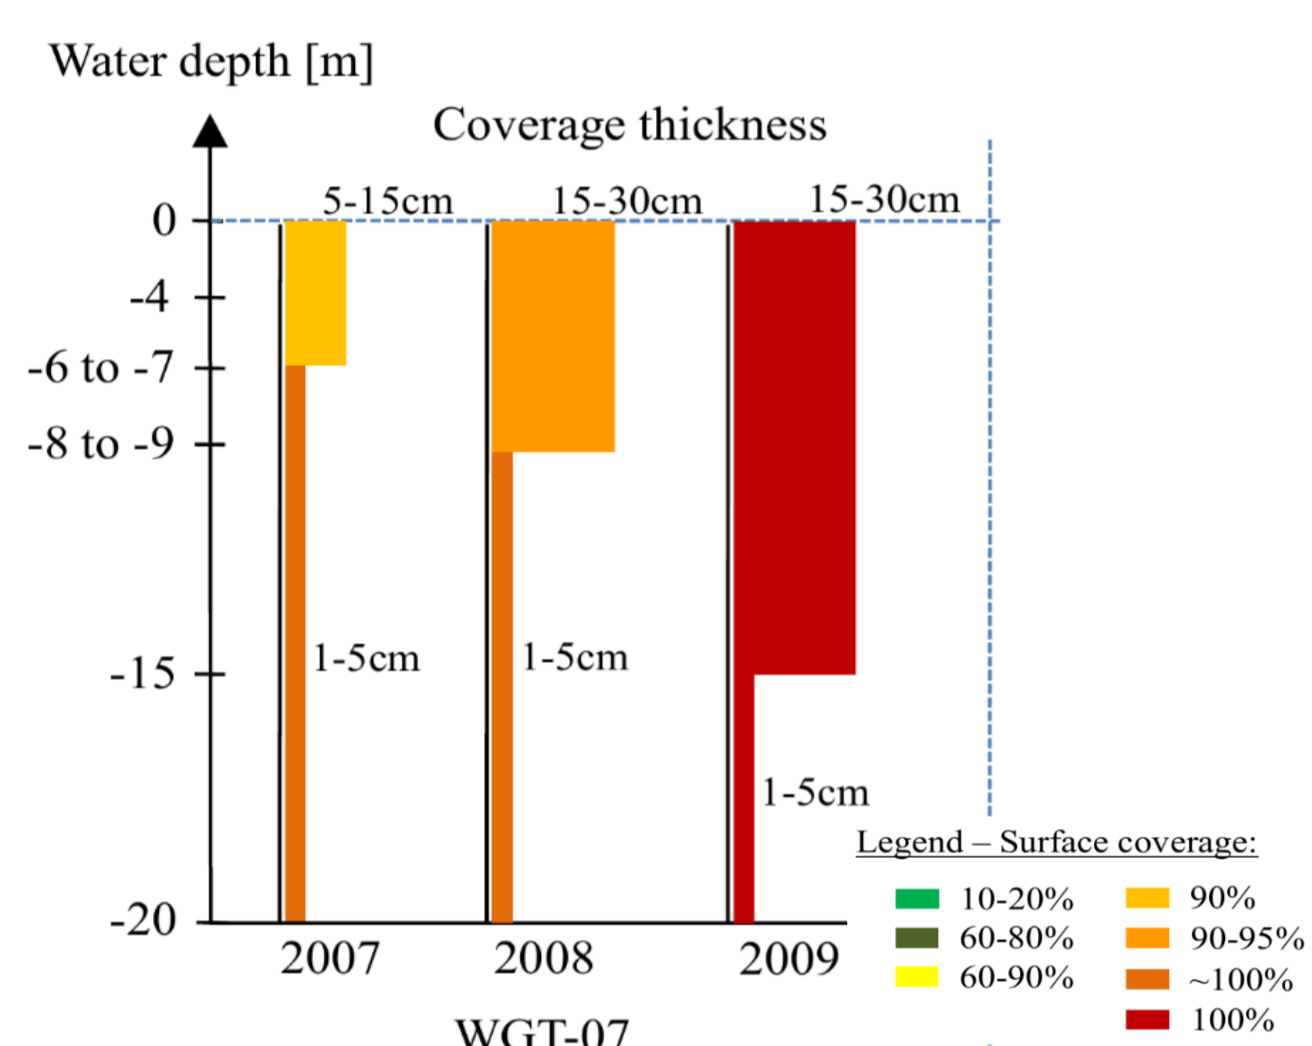 Water depth [m]
Coverage thickness
5-15cm
15-30cm
15-30cm
0
-4
-6 to -7
-8 to -9
1-5cm
1-5cm
-15
1-5cm
Legend – Surface coverage:
10-20%
90%
60-80%
90-95%
60-90%
~100%
100%
-20
2007
2008
2009
WGT-07